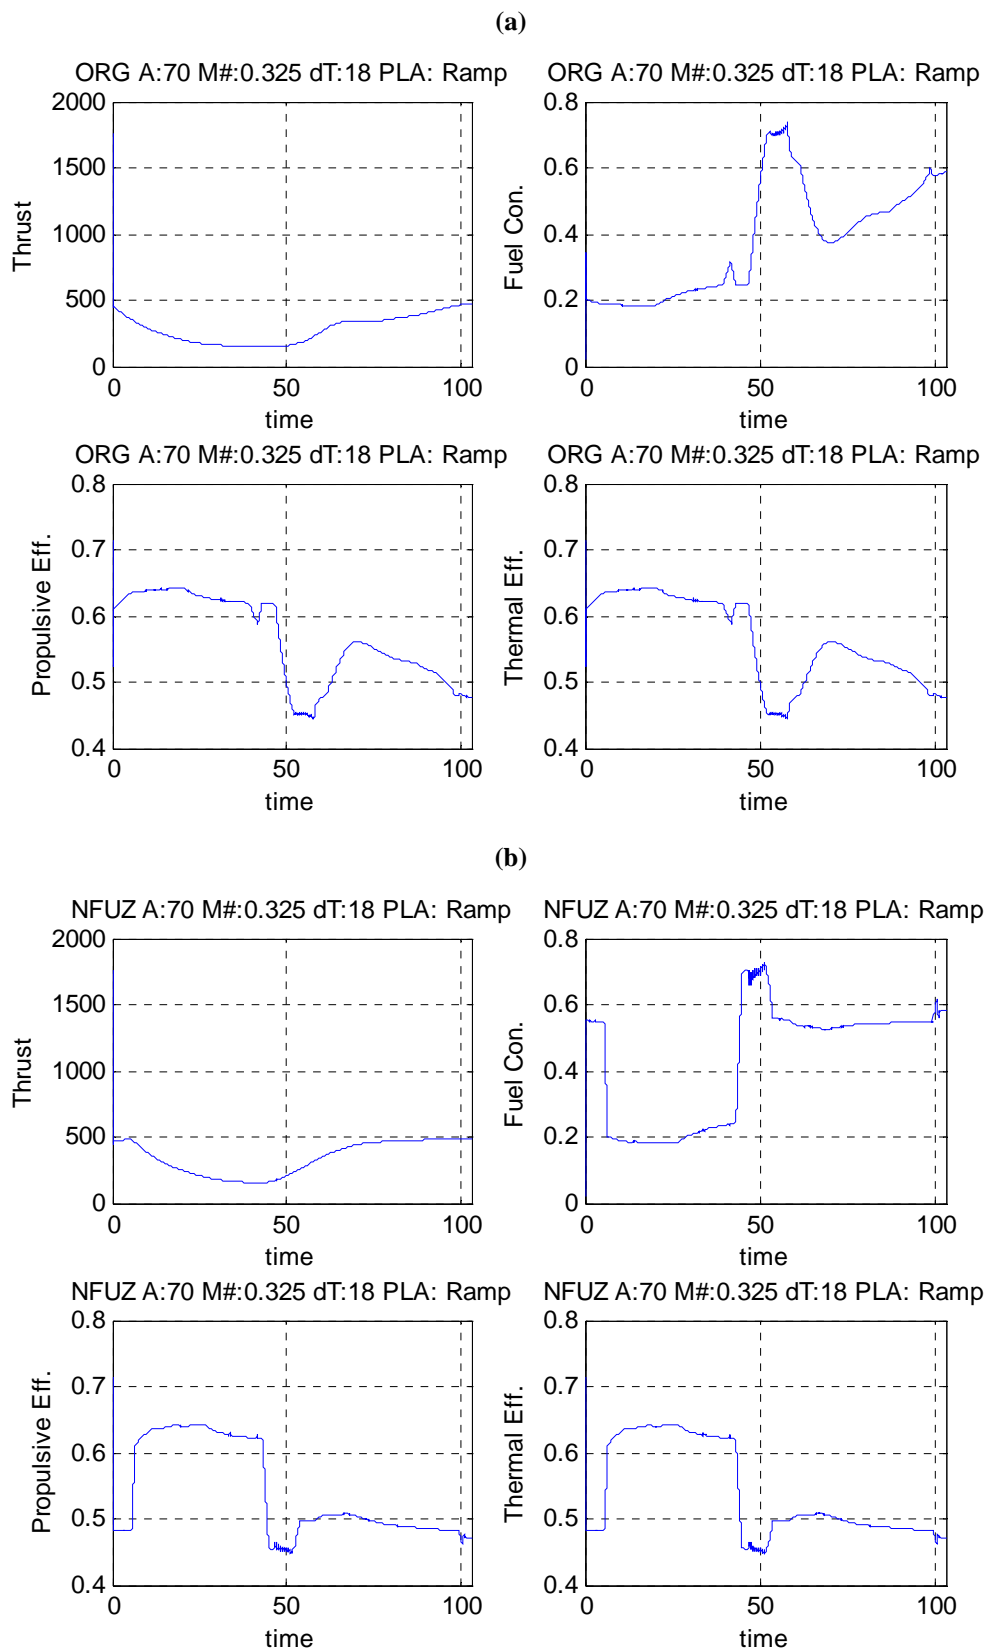 (a)
ORG A:70 M#:0.325 dT:18 PLA: Ramp
2000
1500
1000
500
0
Thrust
0 50 100
time
ORG A:70 M#:0.325 dT:18 PLA: Ramp
0.8
0.6
0.4
0.2
0
Fuel Con.
0 50 100
time
ORG A:70 M#:0.325 dT:18 PLA: Ramp
0.8
0.7
0.6
0.5
0.4
Propulsive Eff.
0 50 100
time
ORG A:70 M#:0.325 dT:18 PLA: Ramp
0.8
0.7
0.6
0.5
0.4
Thermal Eff.
0 50 100
time
(b)
NFUZ A:70 M#:0.325 dT:18 PLA: Ramp
2000
1500
1000
500
0
Thrust
0 50 100
time
NFUZ A:70 M#:0.325 dT:18 PLA: Ramp
0.8
0.6
0.4
0.2
0
Fuel Con.
0 50 100
time
NFUZ A:70 M#:0.325 dT:18 PLA: Ramp
0.8
0.7
0.6
0.5
0.4
Propulsive Eff.
0 50 100
time
NFUZ A:70 M#:0.325 dT:18 PLA: Ramp
0.8
0.7
0.6
0.5
0.4
Thermal Eff.
0 50 100
time